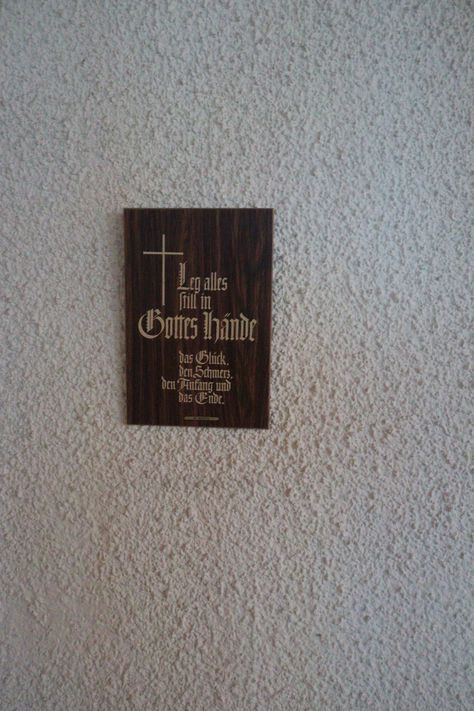 Leg alles
still in
Gottes Hände
das Glück,
den Schmerz,
den Anfang und
das Ende.